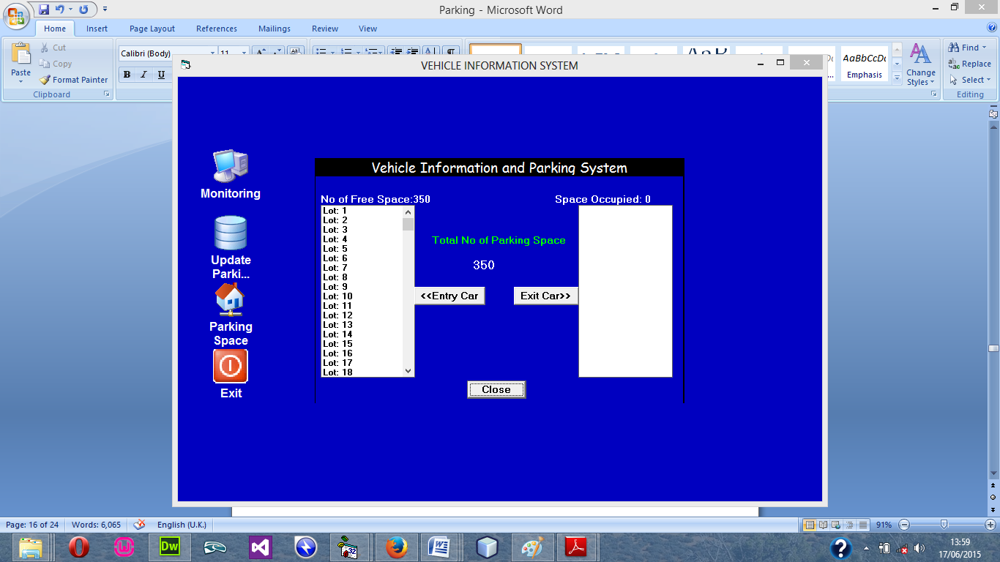 Parking - Microsoft Word
Home Insert Page Layout References Mailings Review View
Cut
Copy
Format Painter
Paste
Clipboard
Calibri (Body) 11
B I U
AaBbCcDc
Emphasis
Change
Styles
Find
Replace
Select
Editing
VEHICLE INFORMATION SYSTEM
Monitoring
Update
Parki...
Parking
Space
Exit
Vehicle Information and Parking System
No of Free Space:350
Space Occupied: 0
Lot: 1
Lot: 2
Lot: 3
Lot: 4
Lot: 5
Lot: 6
Lot: 7
Lot: 8
Lot: 9
Lot: 10
Lot: 11
Lot: 12
Lot: 13
Lot: 14
Lot: 15
Lot: 16
Lot: 17
Lot: 18
Total No of Parking Space
350
<<Entry Car
Exit Car>>
Close
Page: 16 of 24 Words: 6,065 English (U.K.) 91%
Dw
32
13:59
17/06/2015